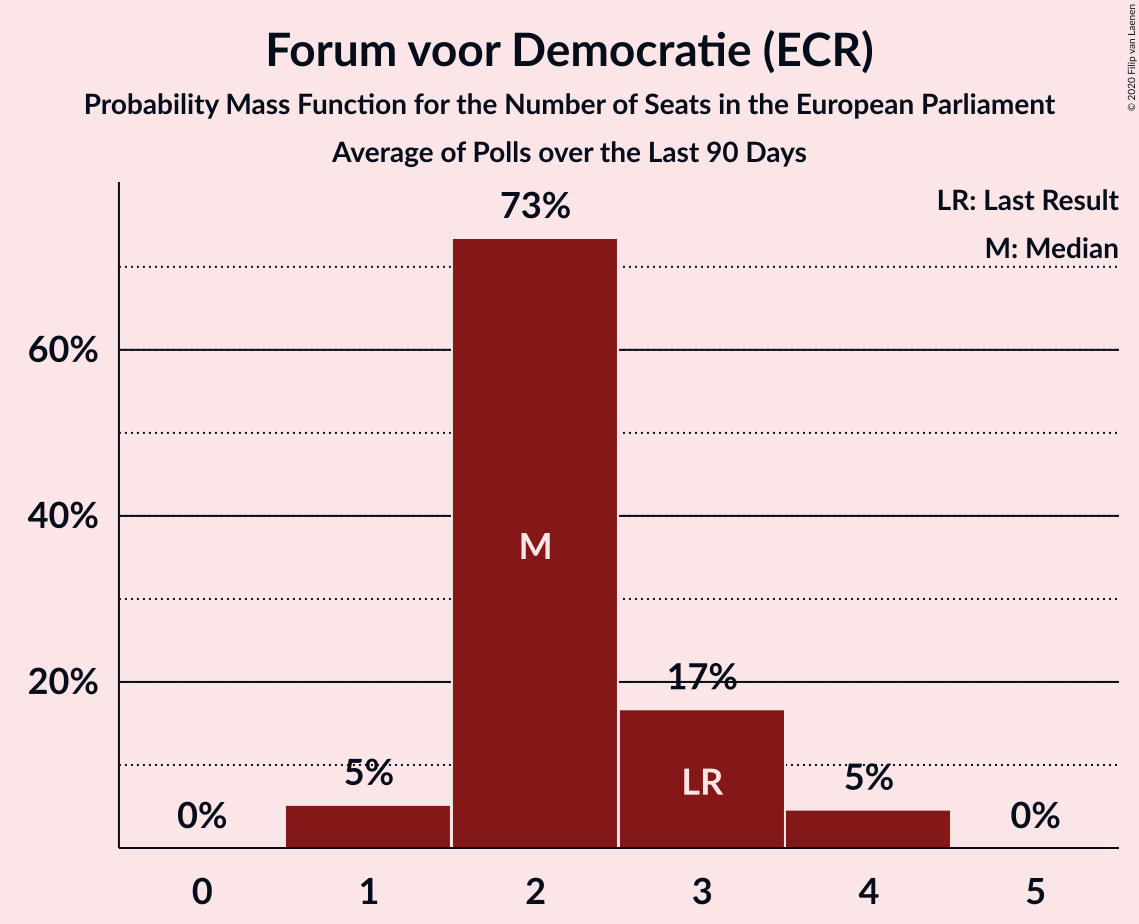 Forum voor Democratie (ECR)
Probability Mass Function for the Number of Seats in the European Parliament
Average of Polls over the Last 90 Days
© 2020 Filip van Laenen
LR: Last Result
M: Median
73%
60%
40%
M
20%
17%
LR
5%
5%
0%
0%
0 1 2 3 4 5